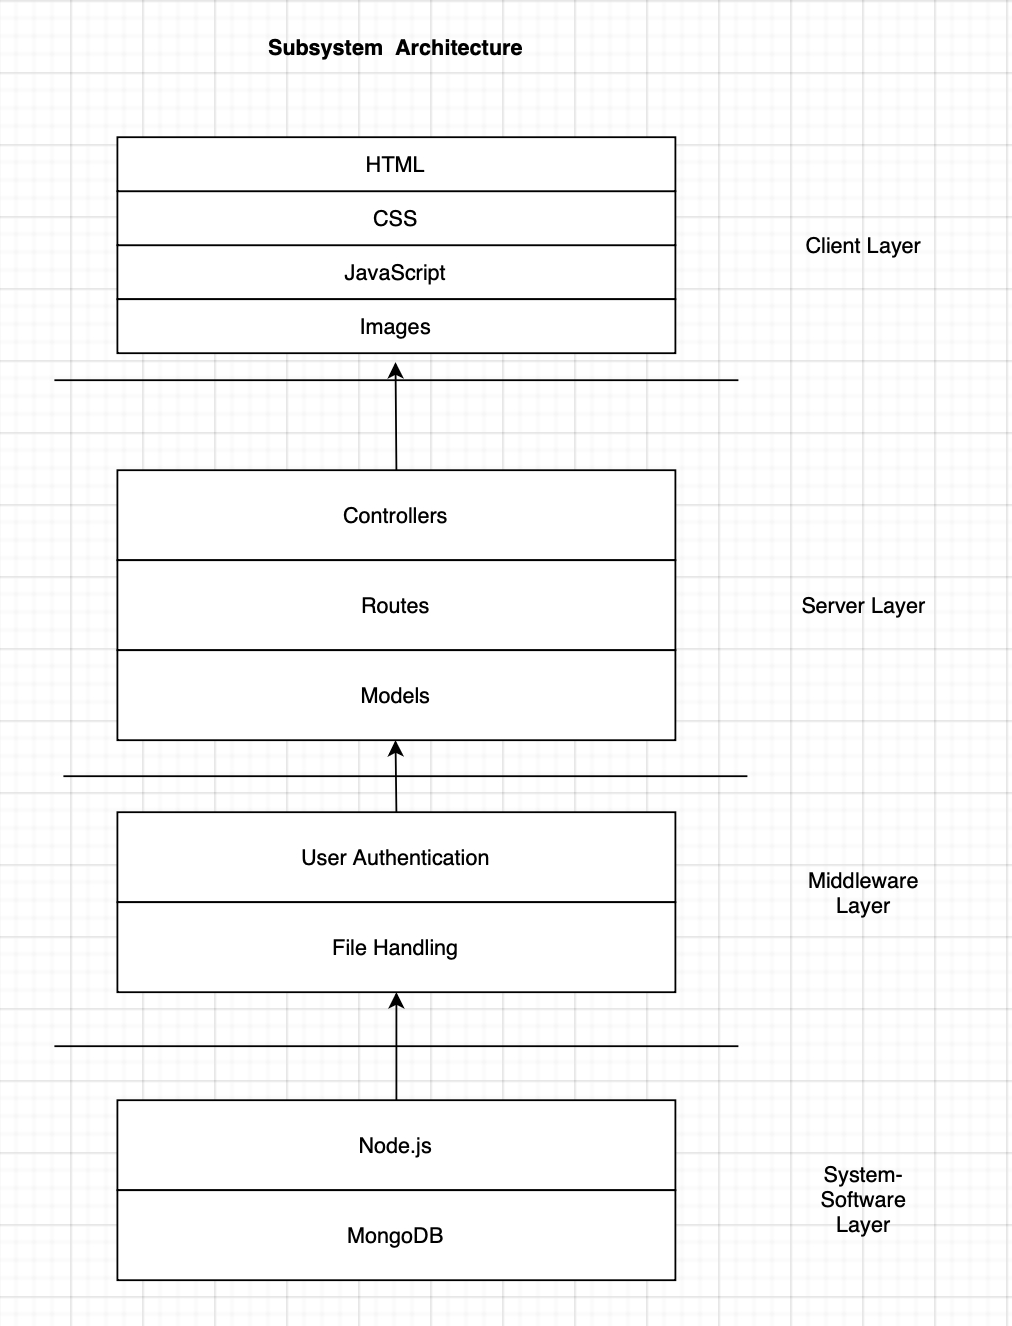 Subsystem  Architecture
HTML
CSS
JavaScript
Images
Client Layer
Controllers
Routes
Models
Server Layer
User Authentication
File Handling
Middleware
Layer
Node.js
MongoDB
System-
Software
Layer